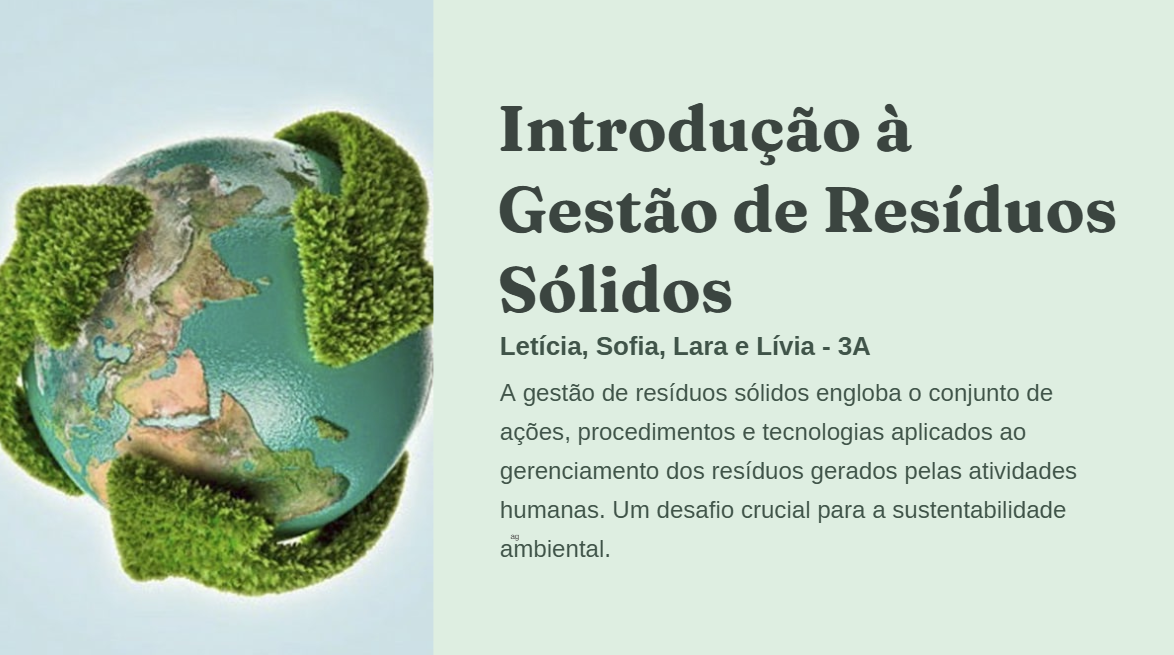 Introdução à
Gestão de Resíduos
Sólidos
Letícia, Sofia, Lara e Lívia - 3A
A gestão de resíduos sólidos engloba o conjunto de
ações, procedimentos e tecnologias aplicados ao
gerenciamento dos resíduos gerados pelas atividades
humanas. Um desafio crucial para a sustentabilidade
ag
ambiental.